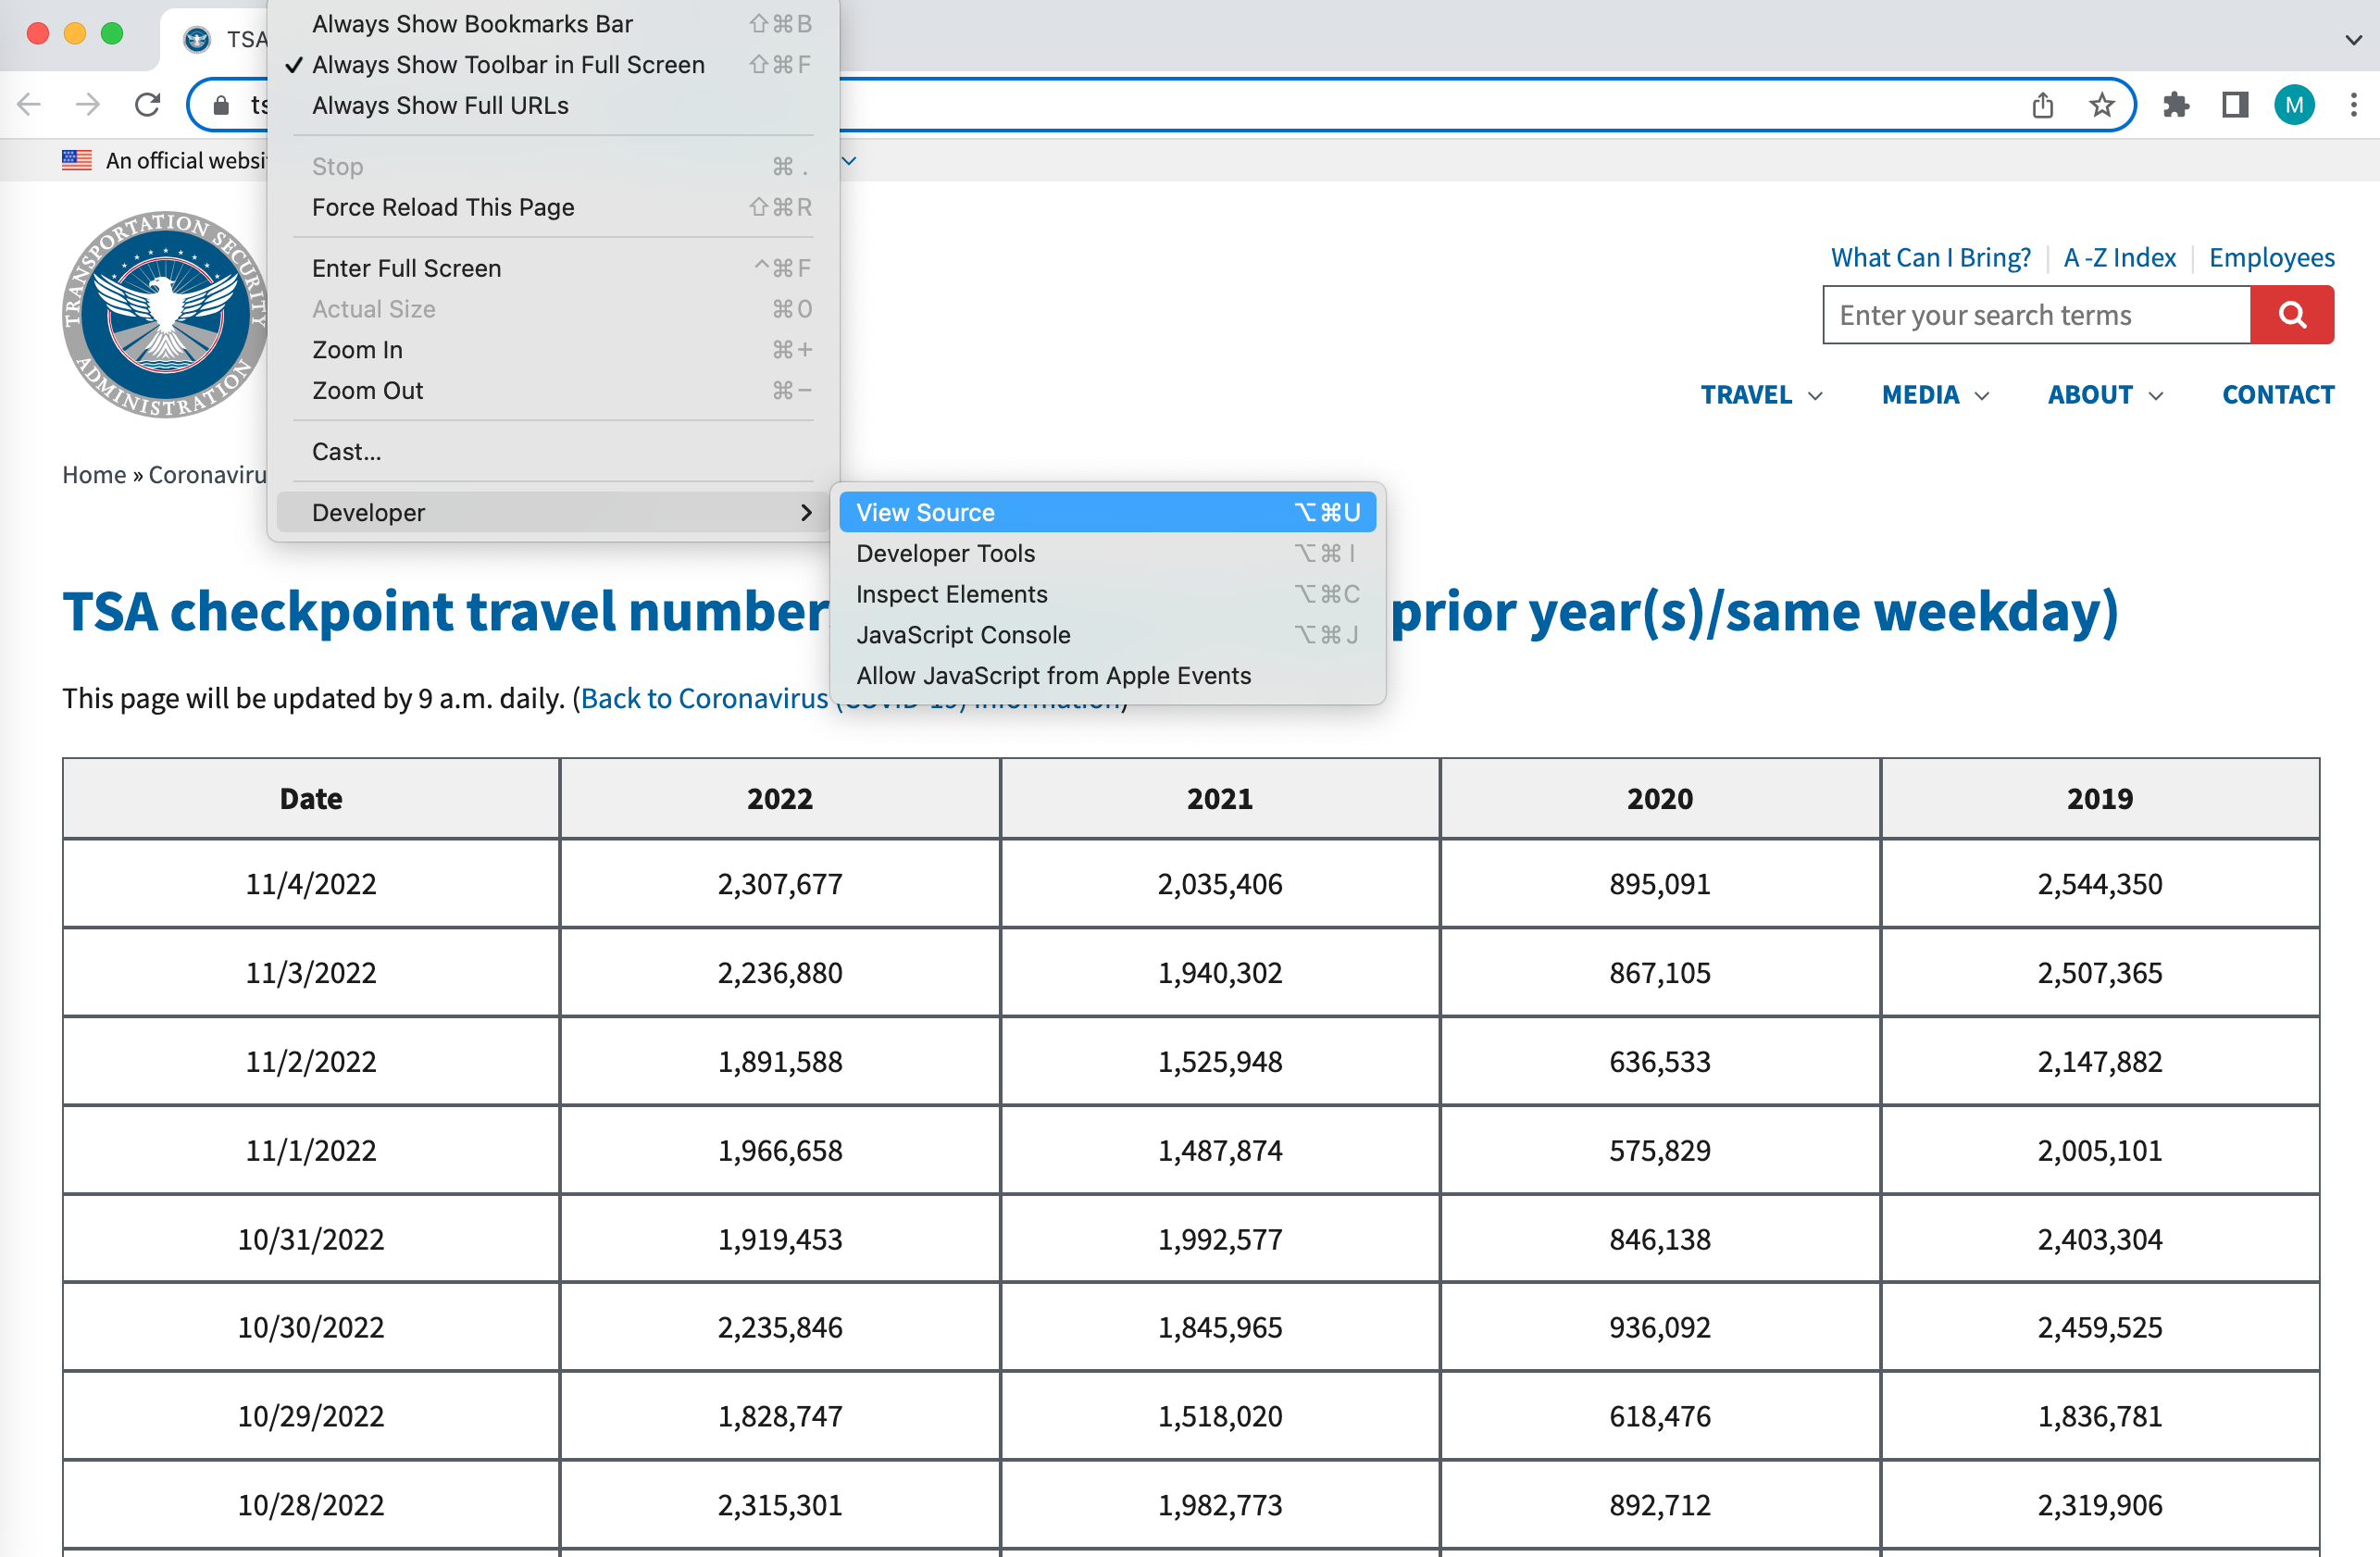 TSA
Always Show Bookmarks Bar ⇧⌘B
✓ Always Show Toolbar in Full Screen ⇧⌘F
Always Show Full URLs
ts
M
An official websi
Stop ⌘ .
Force Reload This Page ⇧⌘R
Enter Full Screen ^⌘F
Actual Size ⌘0
Zoom In ⌘+
Zoom Out ⌘−
Cast...
Developer
TRANSPORTATION SECURITY
ADMINISTRATION
What Can I Bring? A -Z Index Employees
Enter your search terms
TRAVEL MEDIA ABOUT CONTACT
Home » Coronaviru
View Source ⌥⌘U
Developer Tools ⌥⌘I
Inspect Elements ⌥⌘C
JavaScript Console ⌥⌘J
Allow JavaScript from Apple Events
TSA checkpoint travel number prior year(s)/same weekday)
This page will be updated by 9 a.m. daily. (Back to Coronavirus (COVID-19) information)
Date 2022 2021 2020 2019
11/4/2022 2,307,677 2,035,406 895,091 2,544,350
11/3/2022 2,236,880 1,940,302 867,105 2,507,365
11/2/2022 1,891,588 1,525,948 636,533 2,147,882
11/1/2022 1,966,658 1,487,874 575,829 2,005,101
10/31/2022 1,919,453 1,992,577 846,138 2,403,304
10/30/2022 2,235,846 1,845,965 936,092 2,459,525
10/29/2022 1,828,747 1,518,020 618,476 1,836,781
10/28/2022 2,315,301 1,982,773 892,712 2,319,906